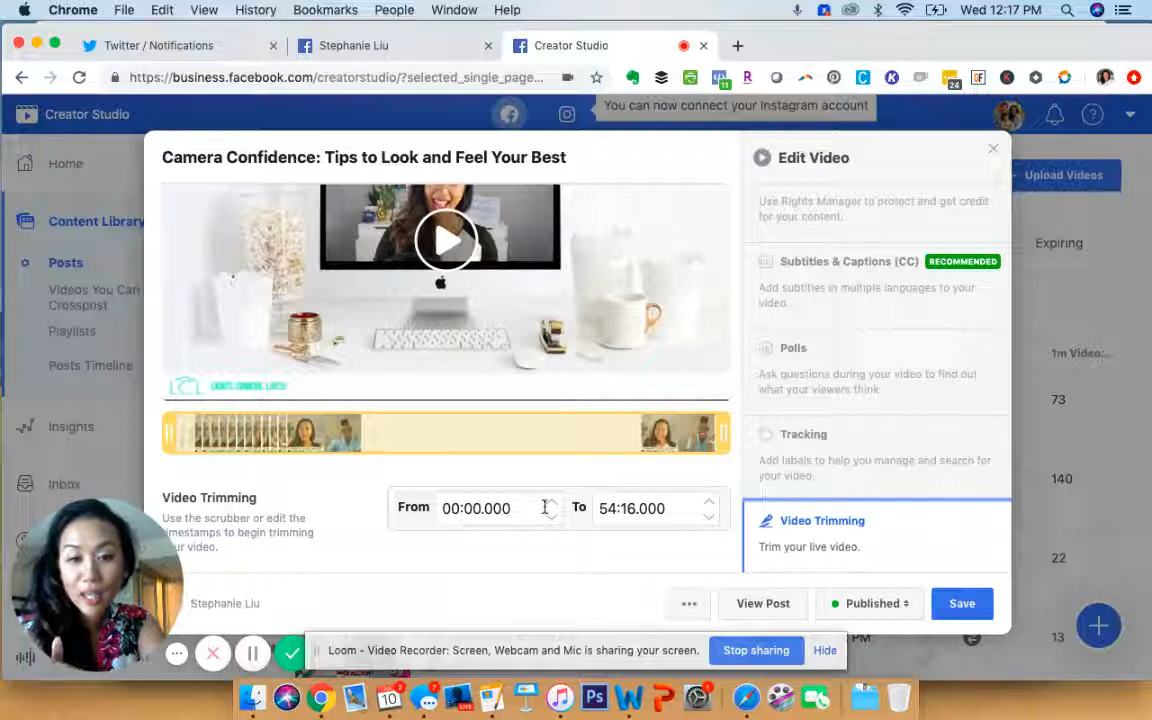 Chrome File Edit View History Bookmarks People Window Help Wed 12:17 PM
Twitter / Notifications
Stephanie Liu
Creator Studio
https://business.facebook.com/creatorstudio/?selected_single_page...
11
24
Creator Studio
You can now connect your Instagram account
Home
Content Library
Posts
Videos You Can
Crosspost
Playlists
Posts Timeline
Insights
Inbox
Camera Confidence: Tips to Look and Feel Your Best
Video Trimming
Use the scrubber or edit the
timestamps to begin trimming
your video.
From 00:00.000 To 54:16.000
Stephanie Liu
Edit Video
Use Rights Manager to protect and get credit
for your content.
Subtitles & Captions (CC) RECOMMENDED
Add subtitles in multiple languages to your
video.
Polls
Ask questions during your video to find out
what your viewers think
Tracking
Add labels to help you manage and search for
your video.
Video Trimming
Trim your live video.
View Post
Published
Save
Upload Videos
Expiring
1m Video:..
73
140
22
13
PM
Loom - Video Recorder: Screen, Webcam and Mic is sharing your screen.
Stop sharing
Hide
10
LIVE
Ps